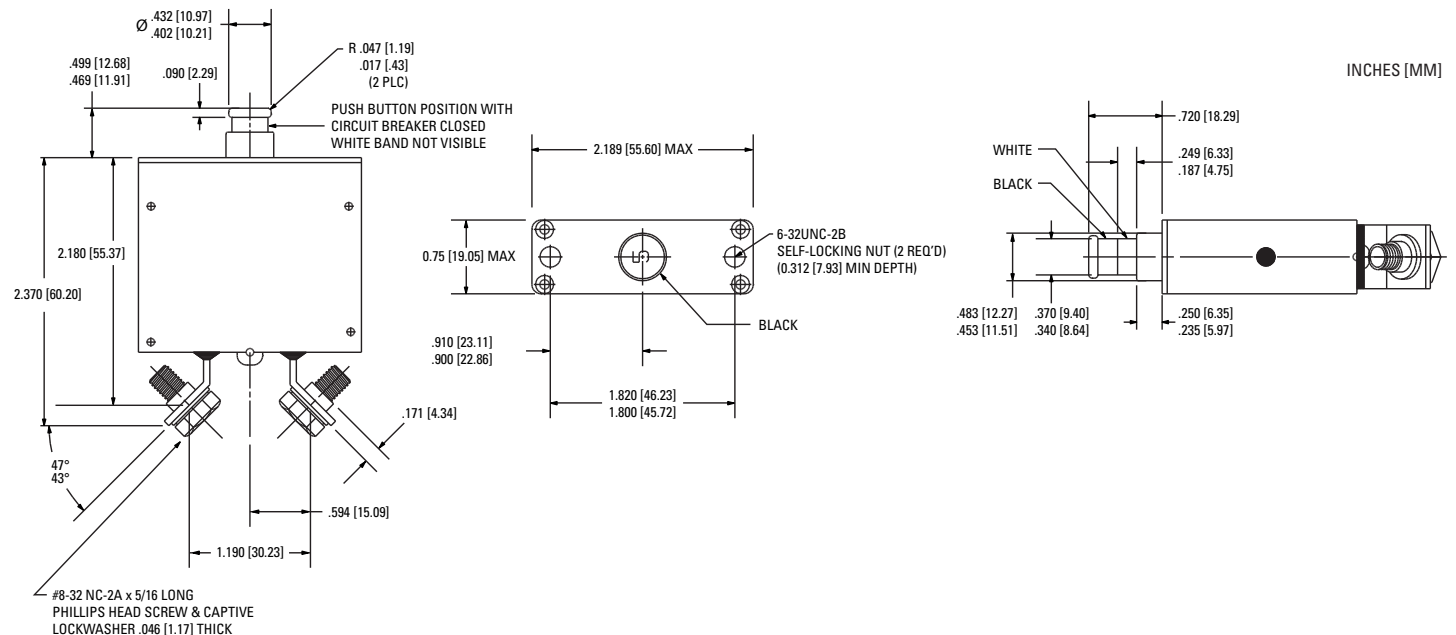 Ø .432 [10.97]
.402 [10.21]
.499 [12.68]
.469 [11.91]
.090 [2.29]
R .047 [1.19]
.017 [.43]
(2 PLC)
PUSH BUTTON POSITION WITH
CIRCUIT BREAKER CLOSED
WHITE BAND NOT VISIBLE
2.180 [55.37]
2.370 [60.20]
47°
43°
.171 [4.34]
.594 [15.09]
1.190 [30.23]
#8-32 NC-2A x 5/16 LONG
PHILLIPS HEAD SCREW & CAPTIVE
LOCKWASHER .046 [1.17] THICK
2.189 [55.60] MAX
0.75 [19.05] MAX
5
6-32UNC-2B
SELF-LOCKING NUT (2 REQ'D)
(0.312 [7.93] MIN DEPTH)
BLACK
.910 [23.11]
.900 [22.86]
1.820 [46.23]
1.800 [45.72]
INCHES [MM]
.720 [18.29]
WHITE
BLACK
.249 [6.33]
.187 [4.75]
.483 [12.27]
.453 [11.51]
.370 [9.40]
.340 [8.64]
.250 [6.35]
.235 [5.97]